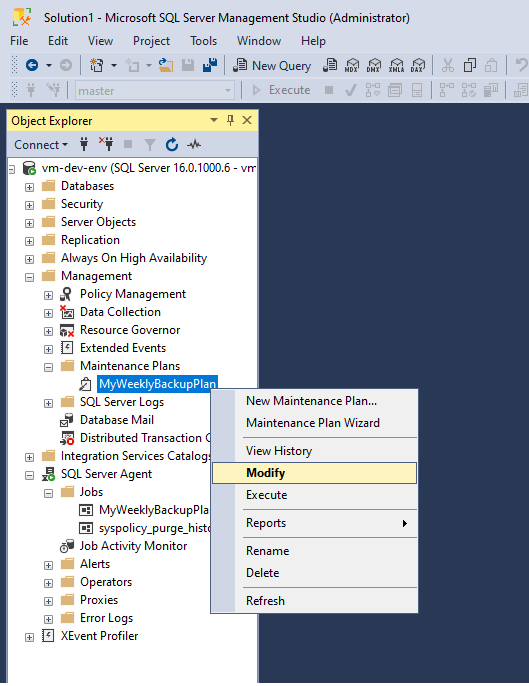 Solution1 - Microsoft SQL Server Management Studio (Administrator)
File Edit View Project Tools Window Help
New Query MDX DMX XMLA DAX
master Execute
Object Explorer
Connect
vm-dev-env (SQL Server 16.0.1000.6 - vm
Databases
Security
Server Objects
Replication
Always On High Availability
Management
Policy Management
Data Collection
Resource Governor
Extended Events
Maintenance Plans
MyWeeklyBackupPlan
SQL Server Logs
Database Mail
Distributed Transaction C
Integration Services Catalogs
SQL Server Agent
Jobs
MyWeeklyBackupPla
syspolicy_purge_histo
Job Activity Monitor
Alerts
Operators
Proxies
Error Logs
XEvent Profiler
New Maintenance Plan...
Maintenance Plan Wizard
View History
Modify
Execute
Reports
Rename
Delete
Refresh